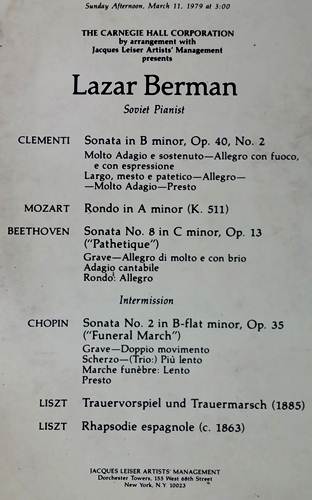 Sunday Afternoon, March 11, 1979 at 3:00
THE CARNEGIE HALL CORPORATION
by arrangement with
Jacques Leiser Artists' Management
presents
Lazar Berman
Soviet Pianist
CLEMENTI Sonata in B minor, Op. 40, No. 2
Molto Adagio e sostenuto—Allegro con fuoco,
e con espressione
Largo, mesto e patetico—Allegro—
—Molto Adagio—Presto
MOZART Rondo in A minor (K. 511)
BEETHOVEN Sonata No. 8 in C minor, Op. 13
("Pathetique")
Grave—Allegro di molto e con brio
Adagio cantabile
Rondo: Allegro
Intermission
CHOPIN Sonata No. 2 in B-flat minor, Op. 35
("Funeral March")
Grave—Doppio movimento
Scherzo—(Trio:) Più lento
Marche funèbre: Lento
Presto
LISZT Trauervorspiel und Trauermarsch (1885)
LISZT Rhapsodie espagnole (c. 1863)
JACQUES LEISER ARTISTS' MANAGEMENT
Dorchester Towers, 155 West 68th Street
New York, N.Y. 10023